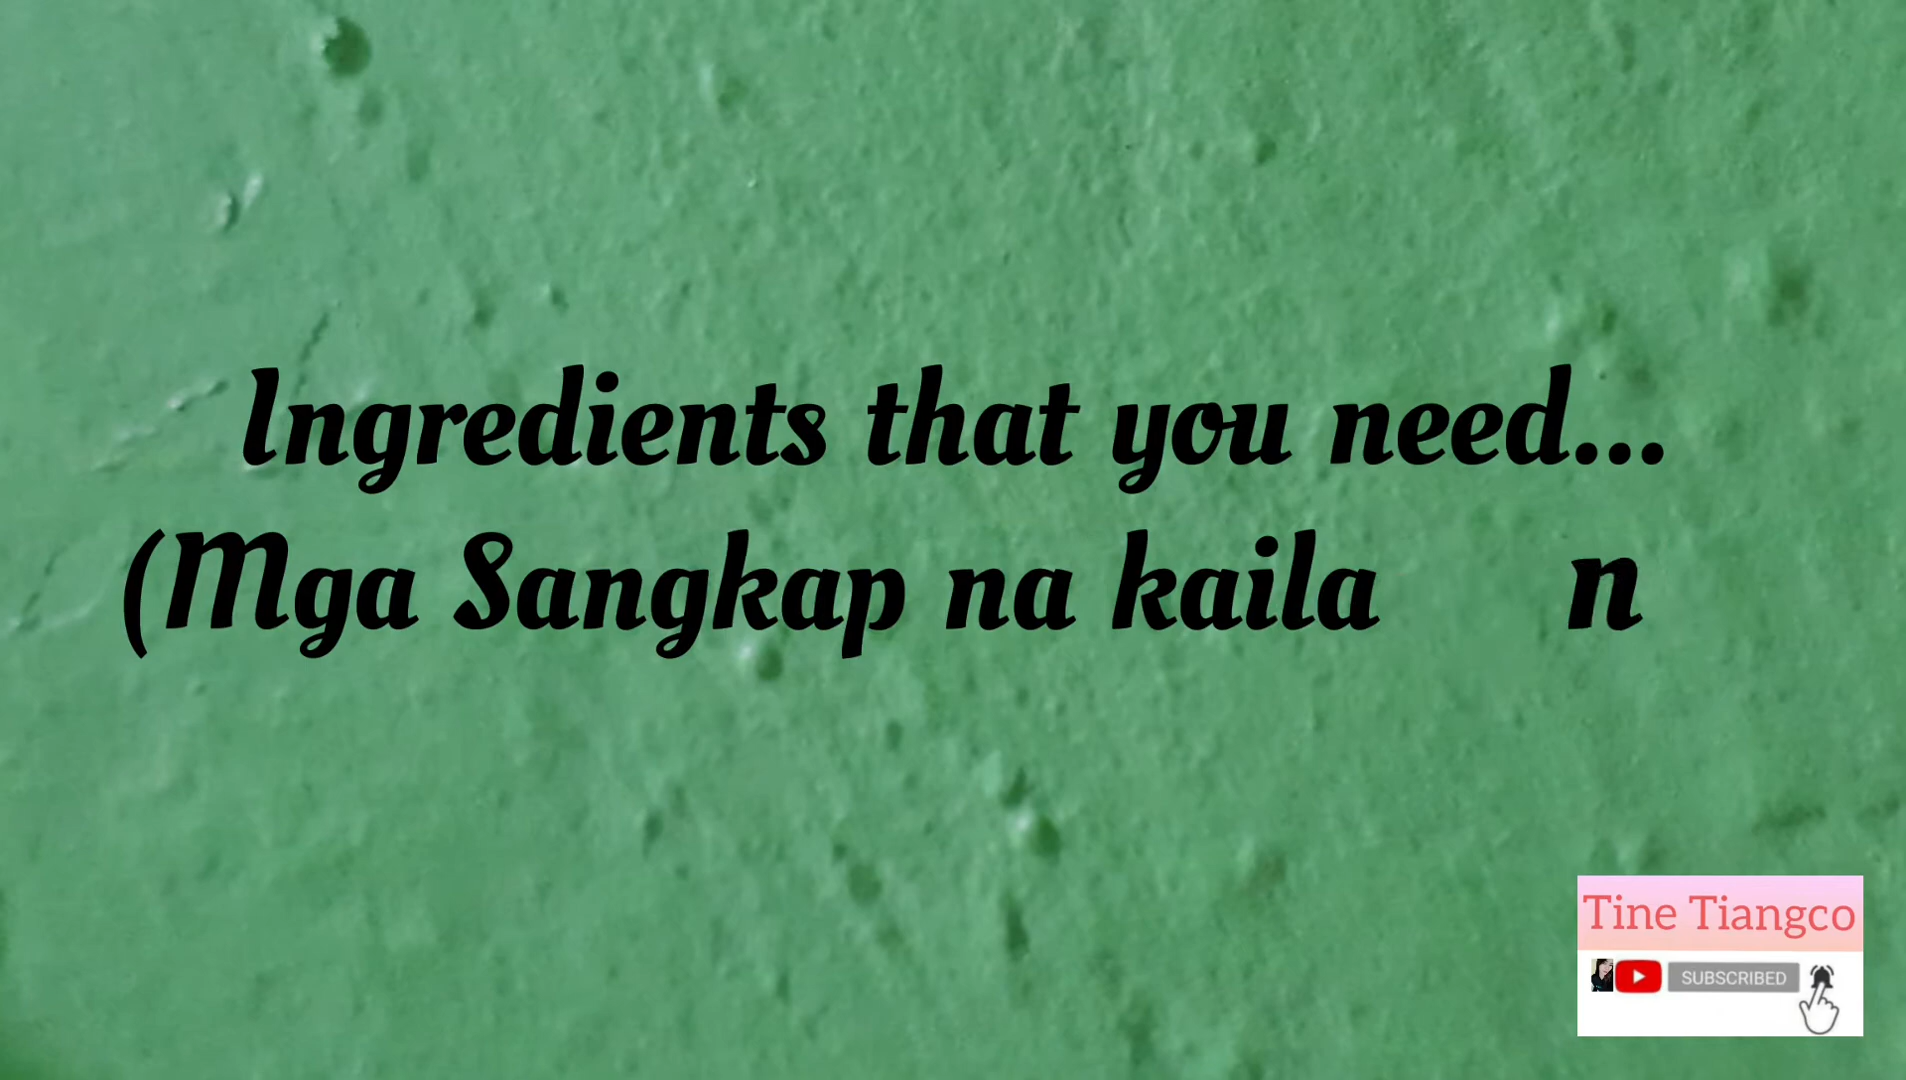 Ingredients that you need...
(Mga Sangkap na kaila n
Tine Tiangco
SUBSCRIBED